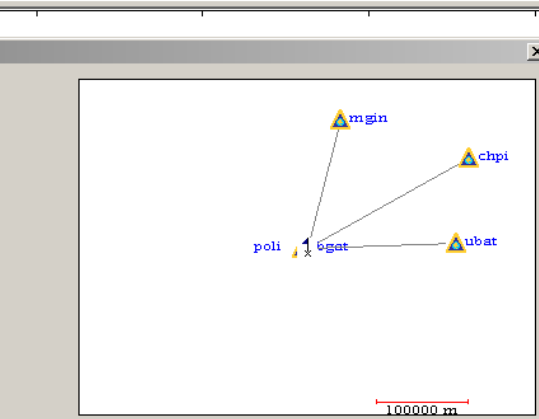 mgin
chpi
ubat
poli bgat
100000 m